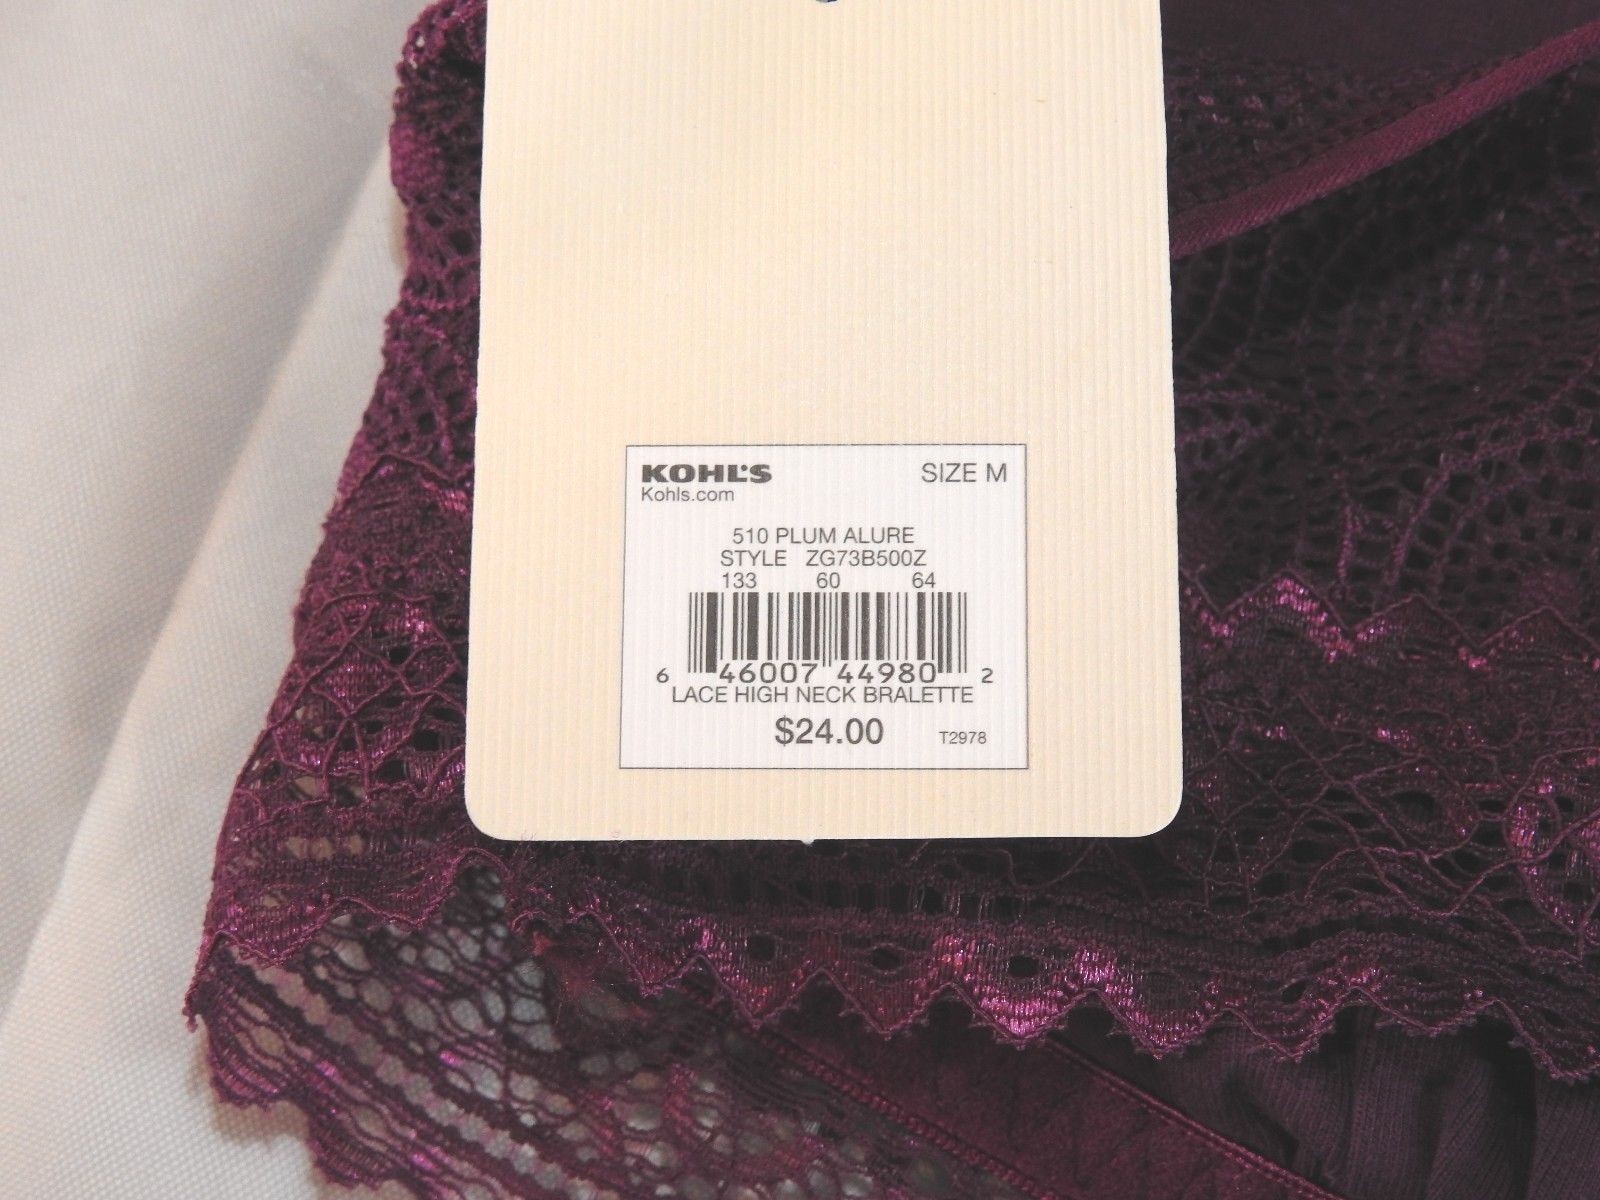 KOHL'S SIZE M
Kohls.com
510 PLUM ALURE
STYLE ZG73B500Z
133 60 64
6 46007 44980 2
LACE HIGH NECK BRALETTE
$24.00 T2978